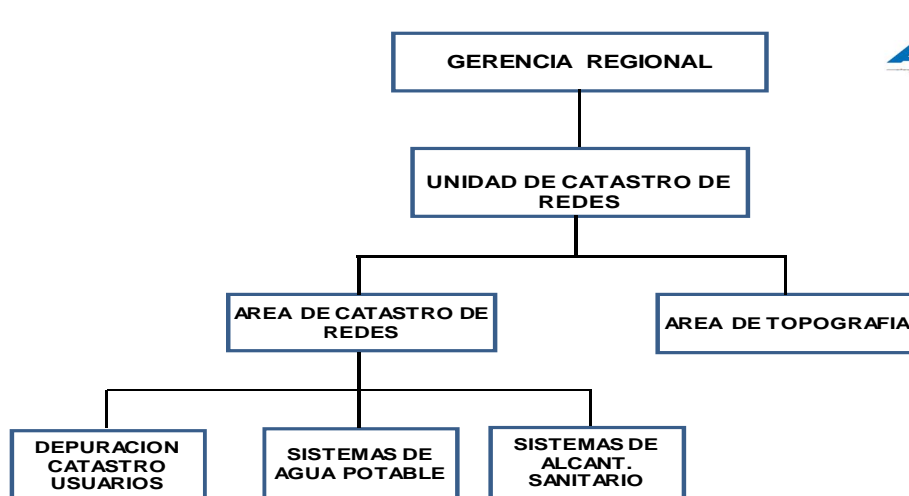 GERENCIA REGIONAL
UNIDAD DE CATASTRO DE
REDES
AREA DE CATASTRO DE
REDES
AREA DE TOPOGRAFIA
DEPURACION
CATASTRO
USUARIOS
SISTEMAS DE
AGUA POTABLE
SISTEMAS DE
ALCANT.
SANITARIO